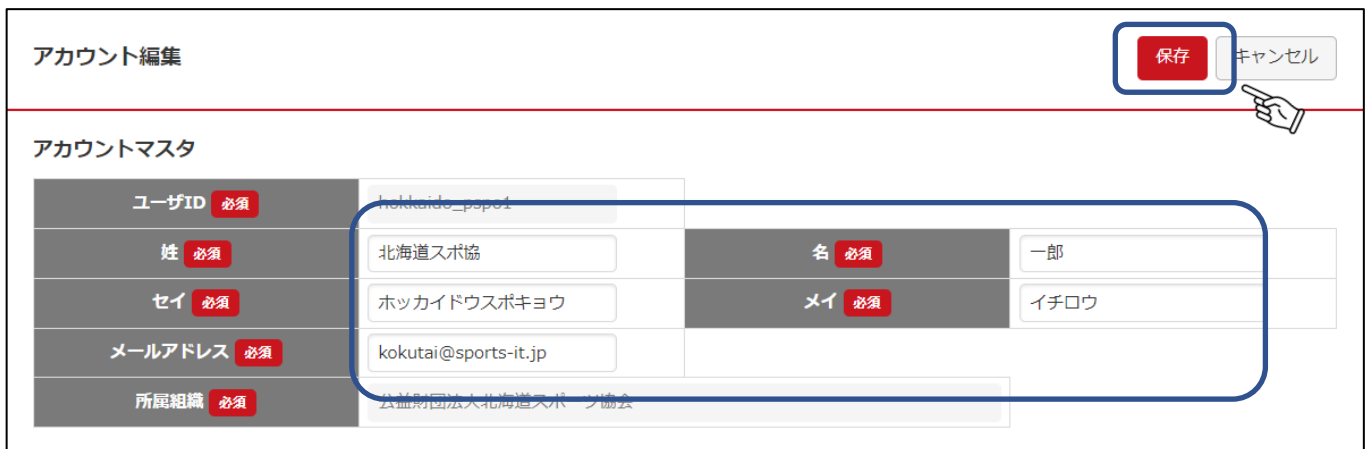 アカウント編集
保存 キャンセル
アカウントマスタ
ユーザID 必須 hokkaido_pspo1
姓 必須 北海道スポ協 名 必須 一郎
セイ 必須 ホッカイドウスポキョウ メイ 必須 イチロウ
メールアドレス 必須 kokutai@sports-it.jp
所属組織 必須 公益財団法人北海道スポーツ協会